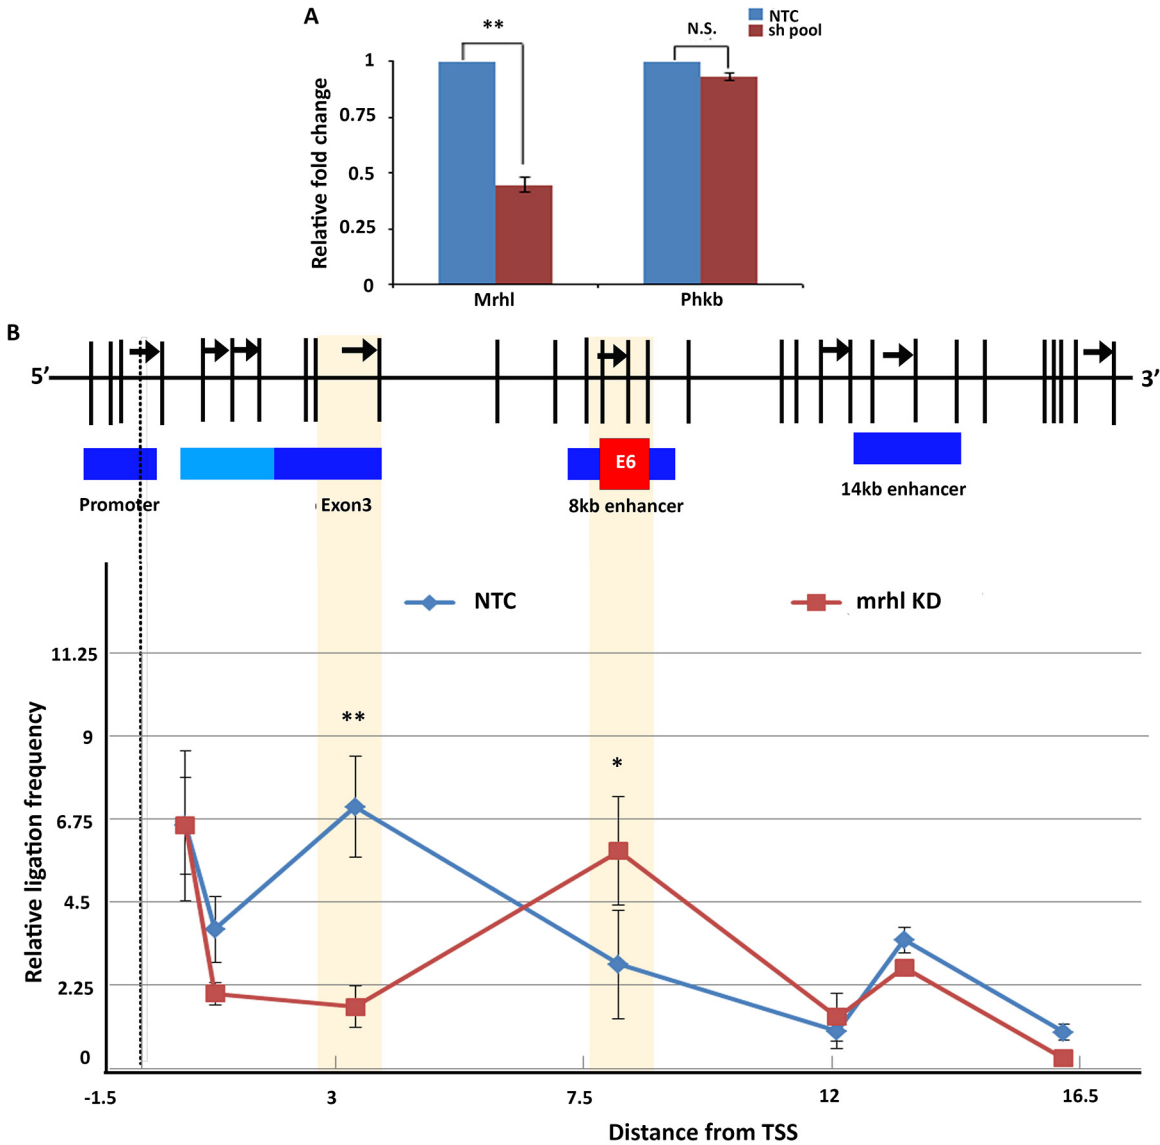 A
NTC
sh pool
**
N.S.
1
0.75
0.5
0.25
0
Relative fold change
Mrhl
Phkb
B
5’
3’
E6
Promoter
Exon3
8kb enhancer
14kb enhancer
NTC
mrhl KD
11.25
9
6.75
4.5
2.25
0
**
*
Relative ligation frequency
-1.5
3
7.5
12
16.5
Distance from TSS